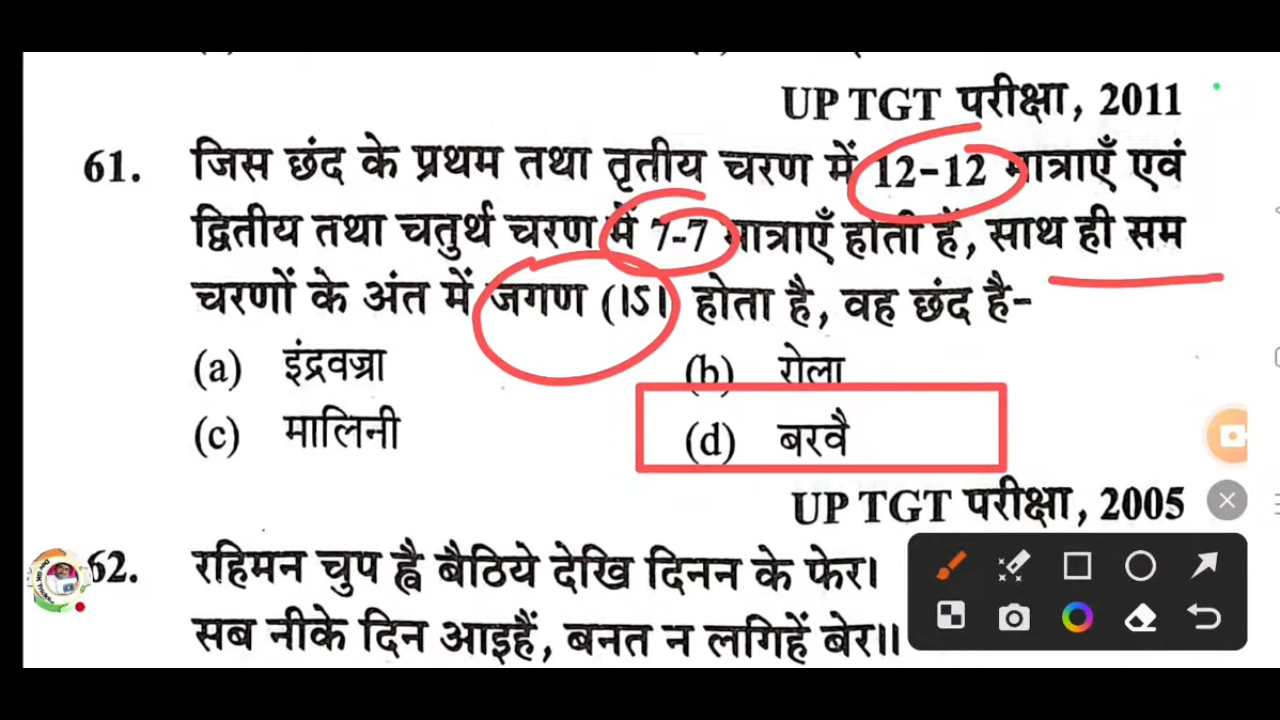 UP TGT परीक्षा, 2011
61. जिस छंद के प्रथम तथा तृतीय चरण में 12-12 मात्राएँ एवं
द्वितीय तथा चतुर्थ चरण में 7-7 मात्राएँ होती हैं, साथ ही सम
चरणों के अंत में जगण (।ऽ। होता है, वह छंद है-
(a) इंद्रवज्रा (b) रोला
(c) मालिनी (d) बरवै
UP TGT परीक्षा, 2005
62. रहिमन चुप ह्वै बैठिये देखि दिनन के फेर।
सब नीके दिन आइहैं, बनत न लगिहें बेर॥